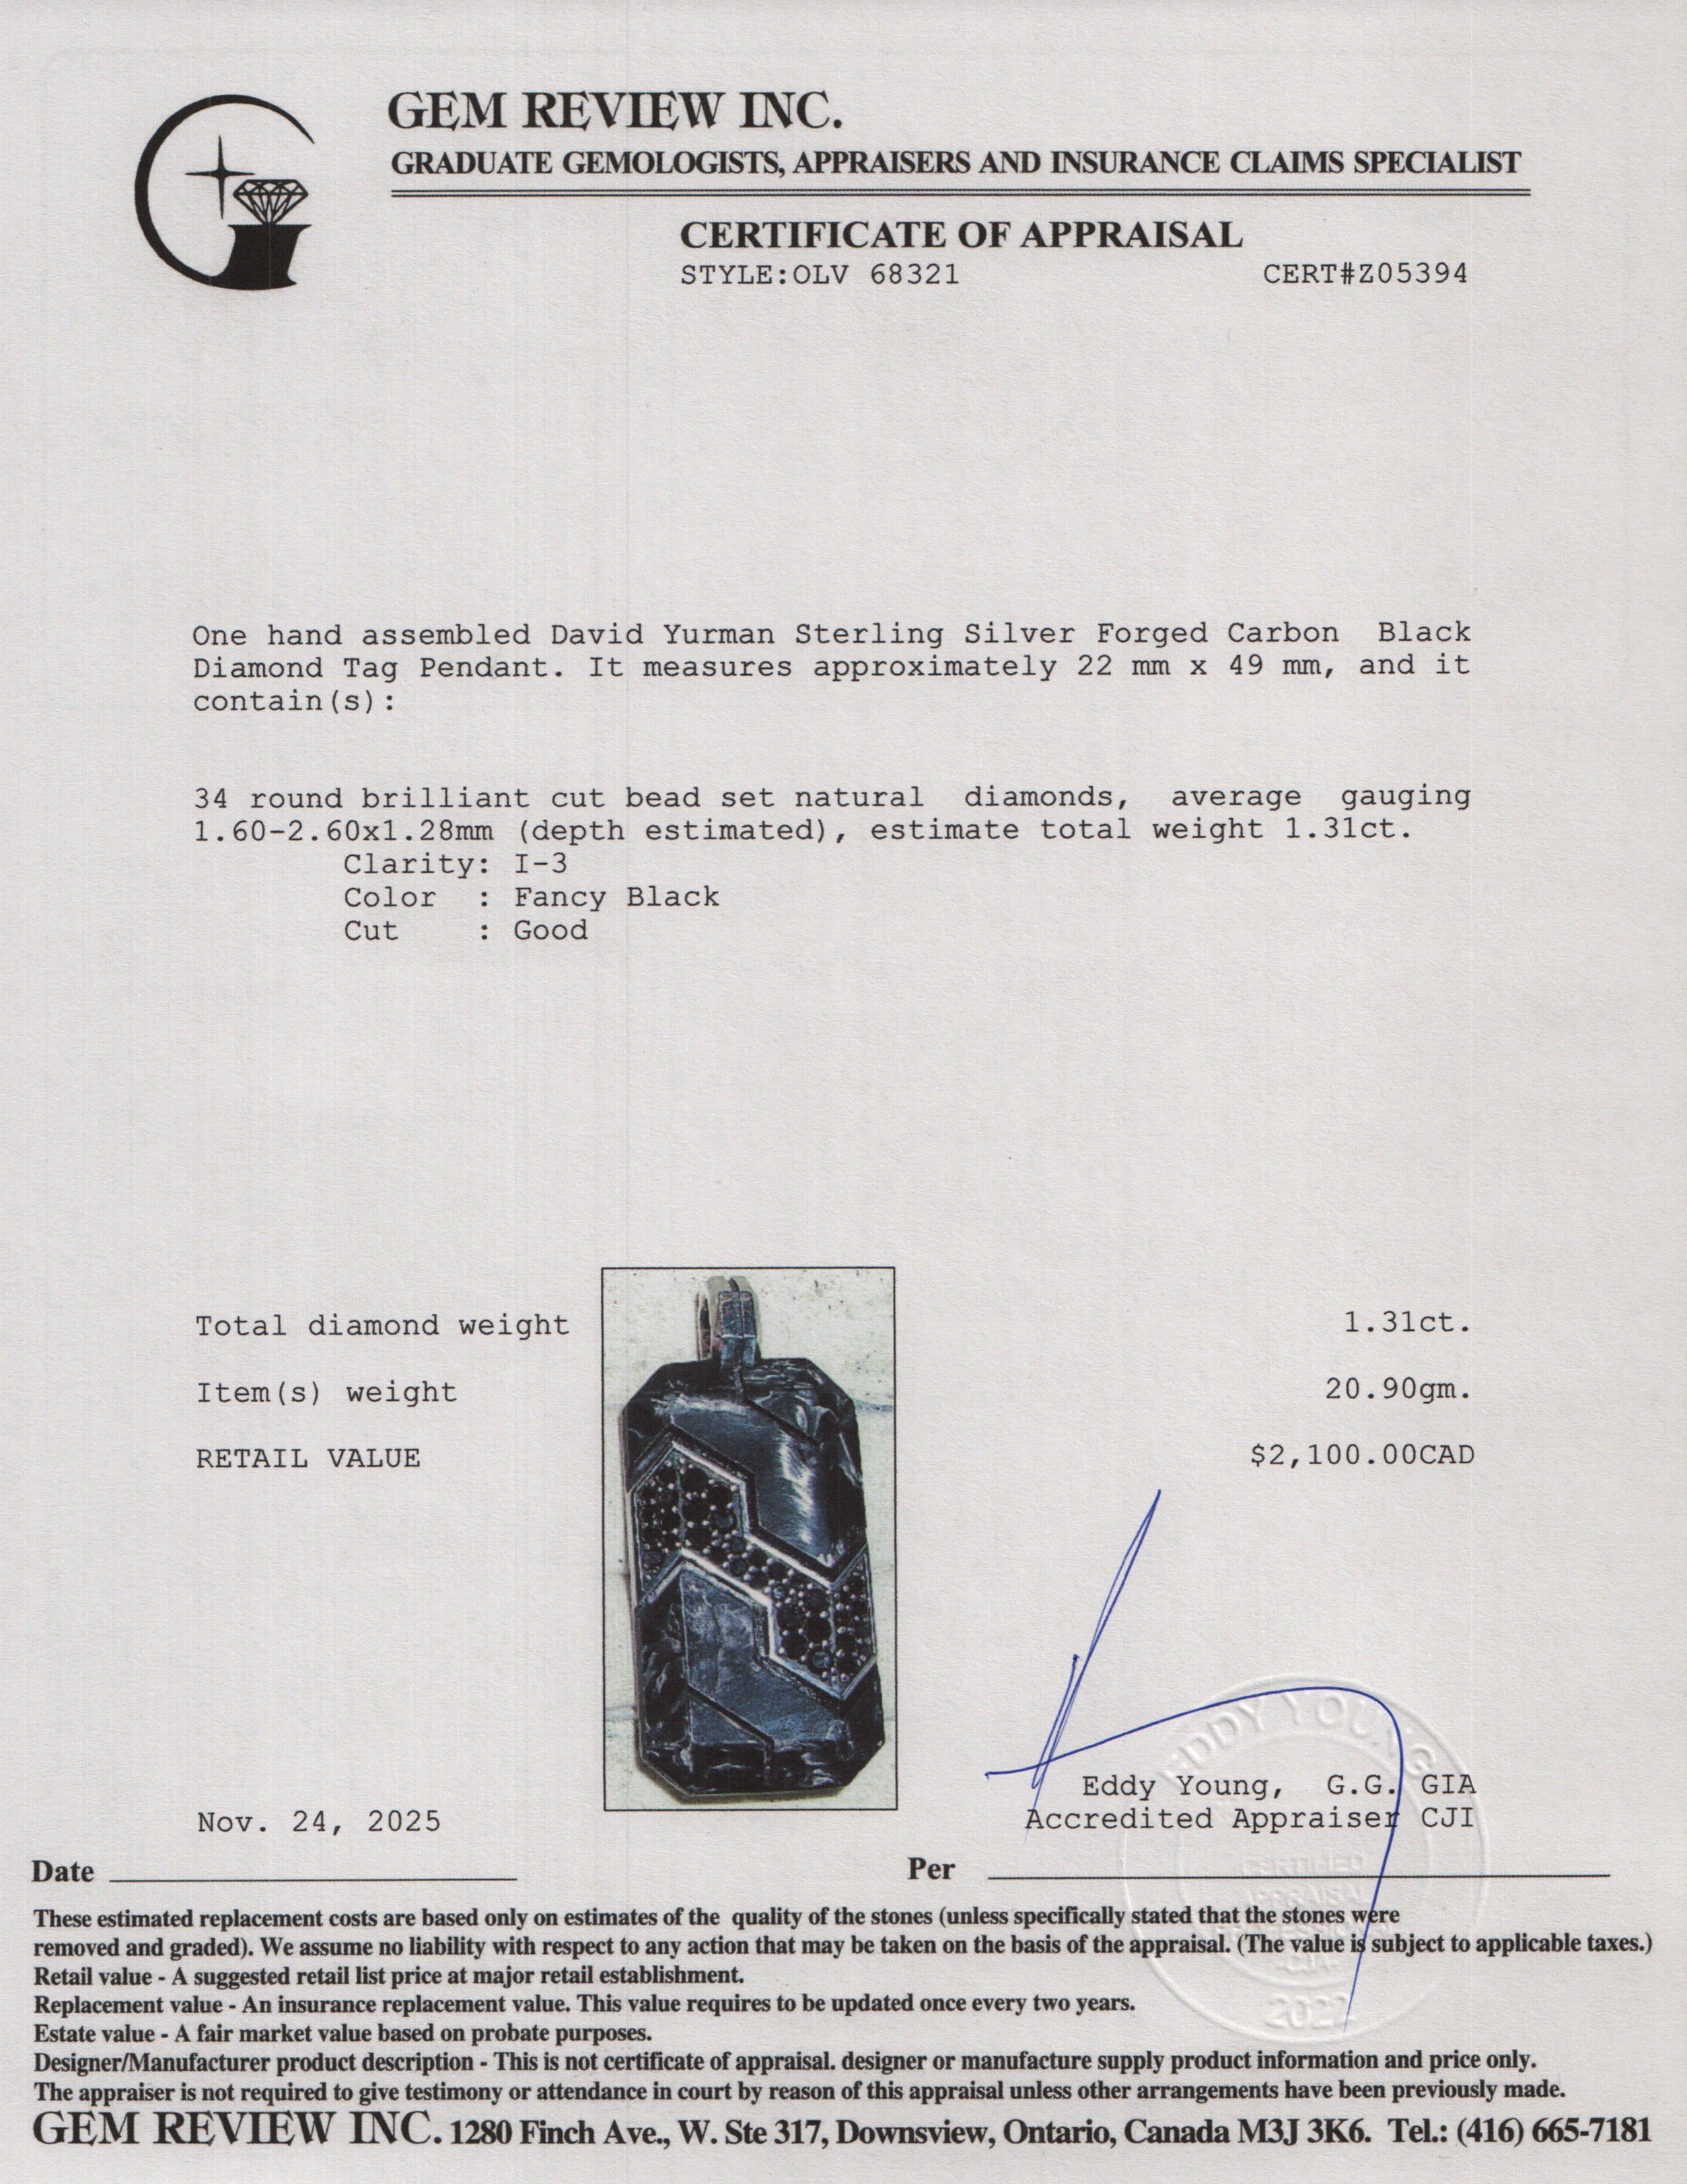 GEM REVIEW INC.
GRADUATE GEMOLOGISTS, APPRAISERS AND INSURANCE CLAIMS SPECIALIST
CERTIFICATE OF APPRAISAL
STYLE:OLV 68321 CERT#Z05394
One hand assembled David Yurman Sterling Silver Forged Carbon Black
Diamond Tag Pendant. It measures approximately 22 mm x 49 mm, and it
contain(s):
34 round brilliant cut bead set natural diamonds, average gauging
1.60-2.60x1.28mm (depth estimated), estimate total weight 1.31ct.
Clarity: I-3
Color : Fancy Black
Cut : Good
Total diamond weight 1.31ct.
Item(s) weight 20.90gm.
RETAIL VALUE $2,100.00CAD
EDDY YOUNG
Eddy Young, G.G. GIA
Nov. 24, 2025 Accredited Appraiser CJI
Date Per
CERTIFIED
APPRAISAL
These estimated replacement costs are based only on estimates of the quality of the stones (unless specifically stated that the stones were
removed and graded). We assume no liability with respect to any action that may be taken on the basis of the appraisal. (The value is subject to applicable taxes.)
Retail value - A suggested retail list price at major retail establishment.
Replacement value - An insurance replacement value. This value requires to be updated once every two years.
2022
Estate value - A fair market value based on probate purposes.
Designer/Manufacturer product description - This is not certificate of appraisal. designer or manufacture supply product information and price only.
The appraiser is not required to give testimony or attendance in court by reason of this appraisal unless other arrangements have been previously made.
GEM REVIEW INC. 1280 Finch Ave., W. Ste 317, Downsview, Ontario, Canada M3J 3K6. Tel.: (416) 665-7181